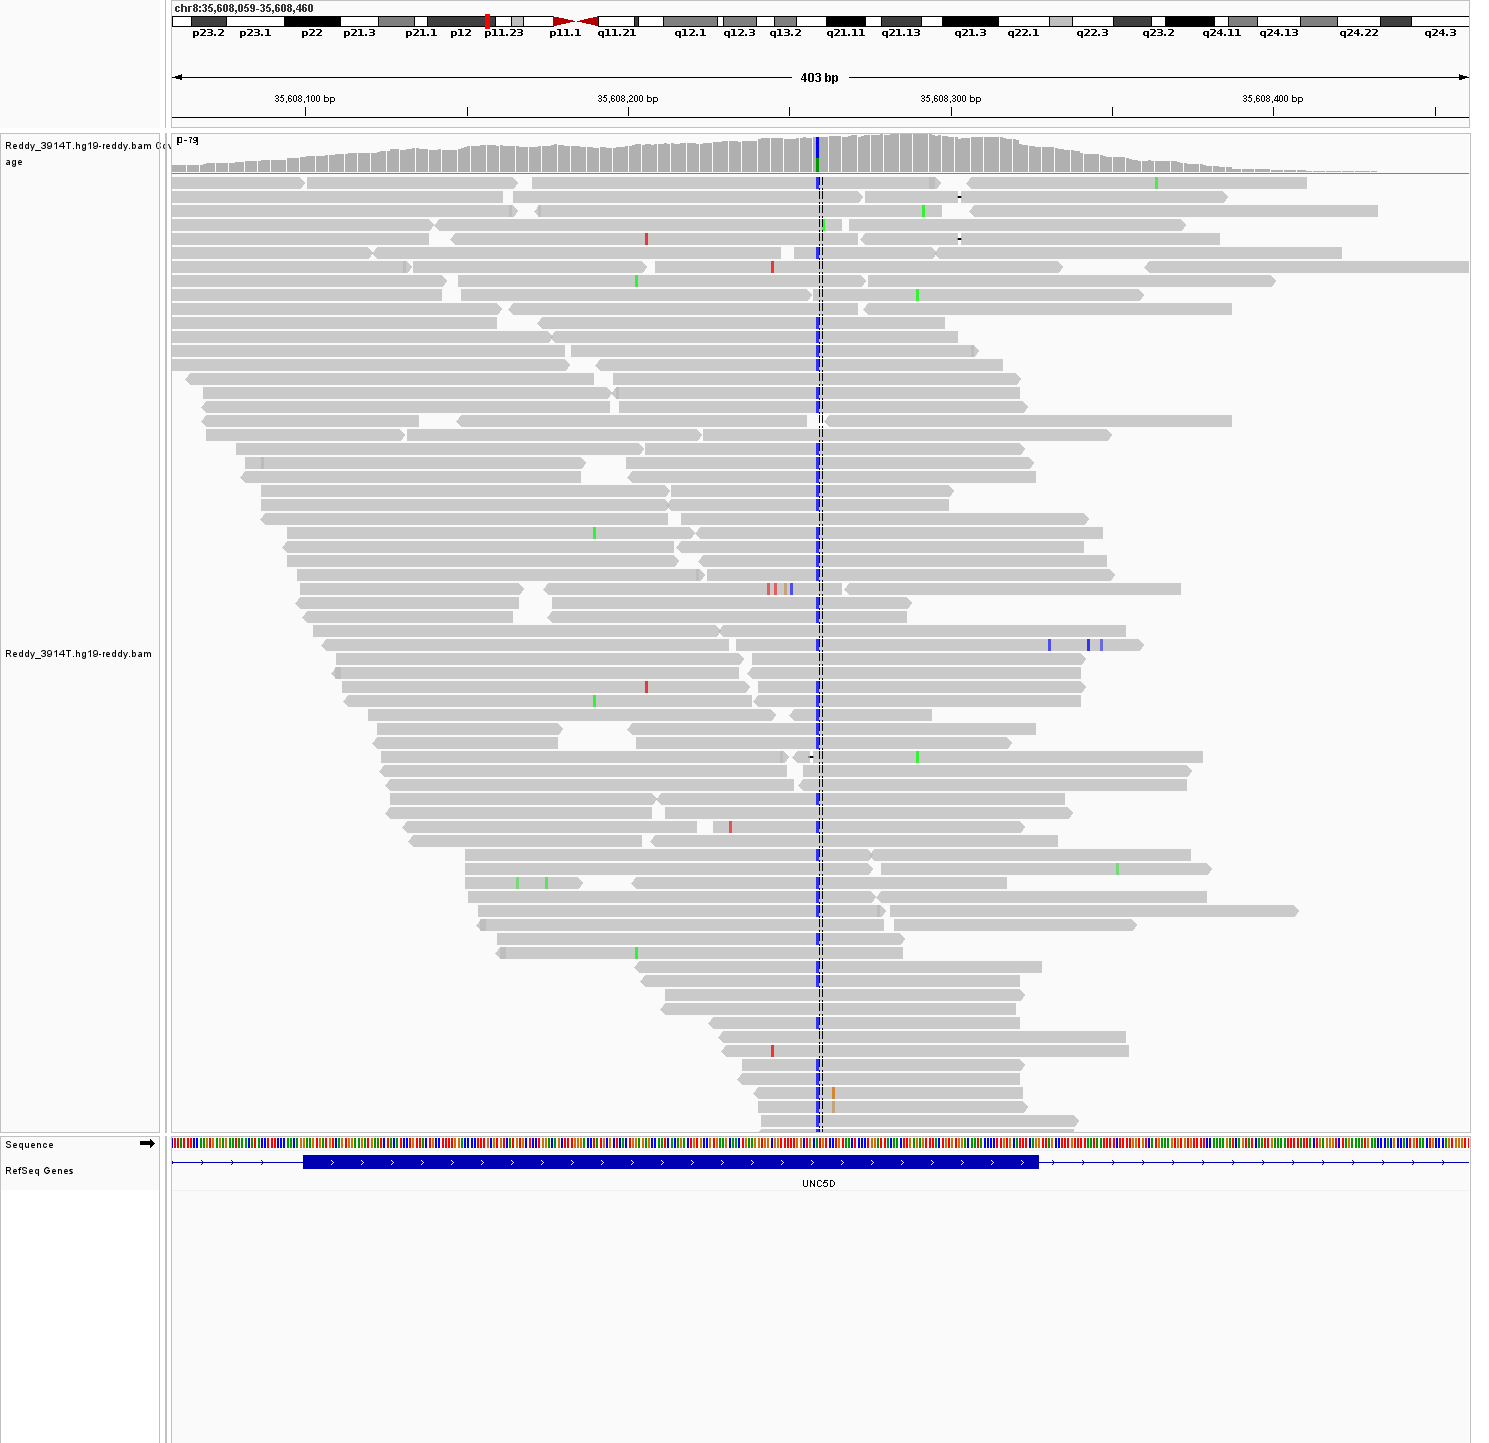 chr8:35,608,059-35,608,460
p23.2 p23.1 p22 p21.3 p21.1 p12 p11.23 p11.1 q11.21 q12.1 q12.3 q13.2 q21.11 q21.13 q21.3 q22.1 q22.3 q23.2 q24.11 q24.13 q24.22 q24.3
403 bp
35,608,100 bp 35,608,200 bp 35,608,300 bp 35,608,400 bp
[0-79]
Reddy_3914T.hg19-reddy.bam Cov
age
Reddy_3914T.hg19-reddy.bam
Sequence
RefSeq Genes
UNC5D